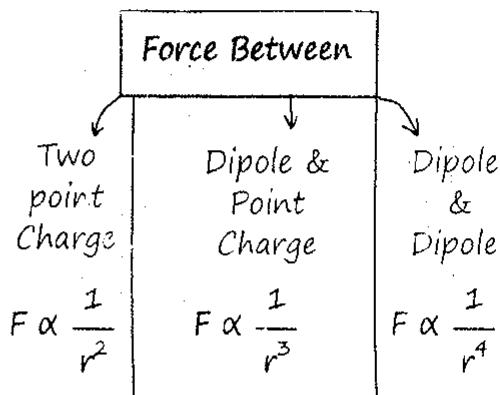 Force Between
Two
point
Charge
F ∝ 1/r²
Dipole &
Point
Charge
F ∝ 1/r³
Dipole
&
Dipole
F ∝ 1/r⁴